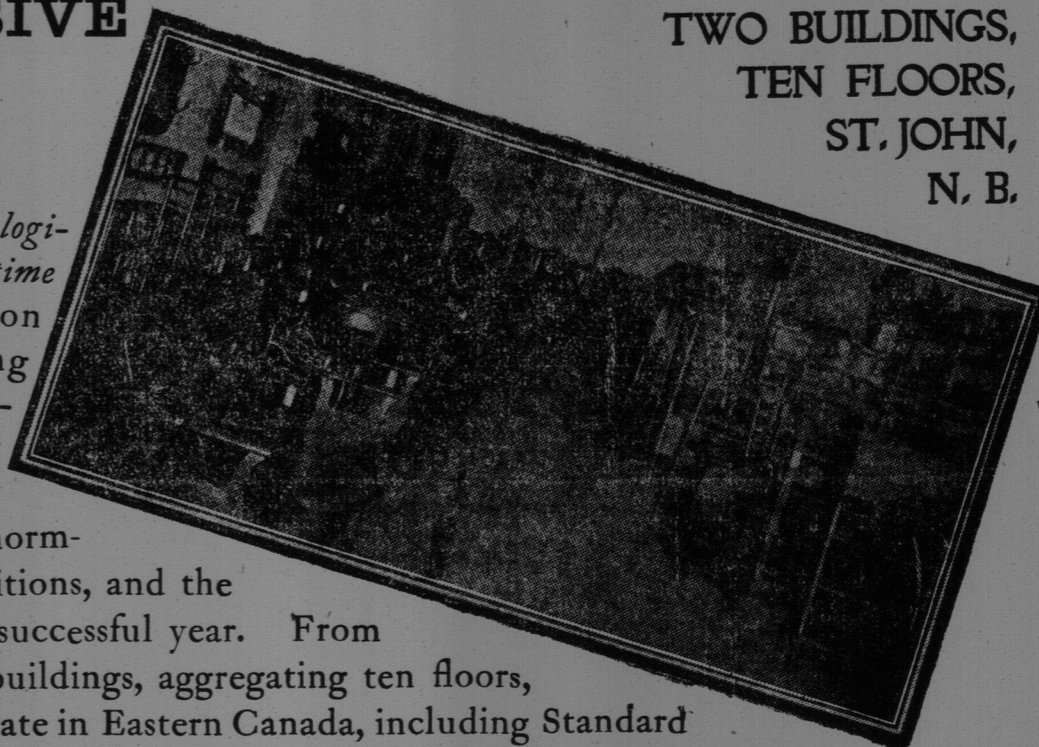 SIVE
TWO BUILDINGS,
TEN FLOORS,
ST. JOHN,
N. B.
logi-
time
on
ng
norm-
itions, and the
successful year. From
buildings, aggregating ten floors,
ate in Eastern Canada, including Standard